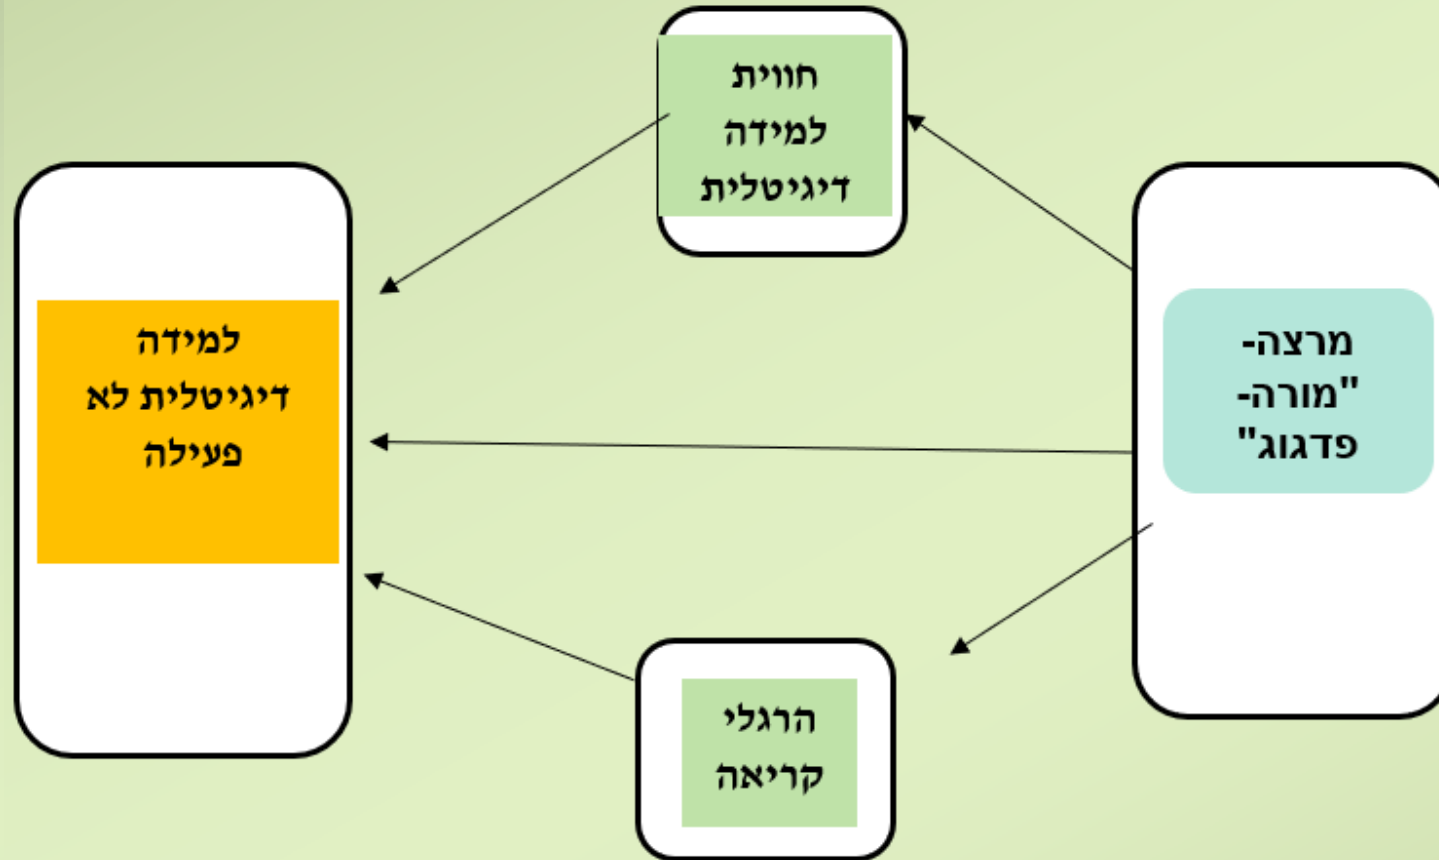 חווית
למידה
דיגיטלית
מרצה-
"מורה-
פדגוג"
למידה
דיגיטלית לא
פעילה
הרגלי
קריאה